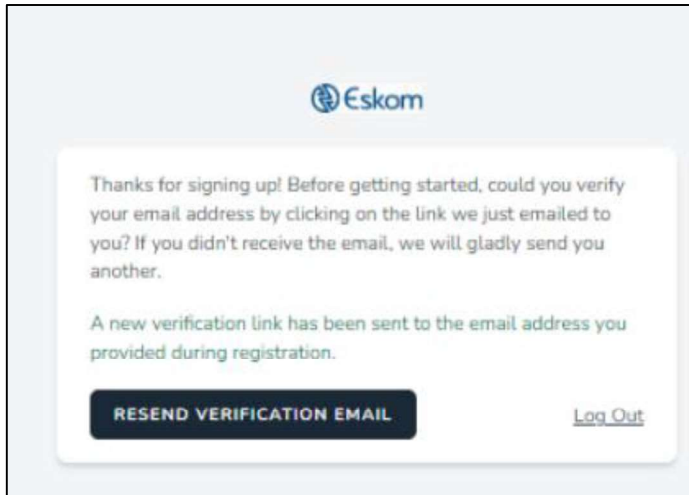 Eskom
Thanks for signing up! Before getting started, could you verify
your email address by clicking on the link we just emailed to
you? If you didn't receive the email, we will gladly send you
another.
A new verification link has been sent to the email address you
provided during registration.
RESEND VERIFICATION EMAIL
Log Out